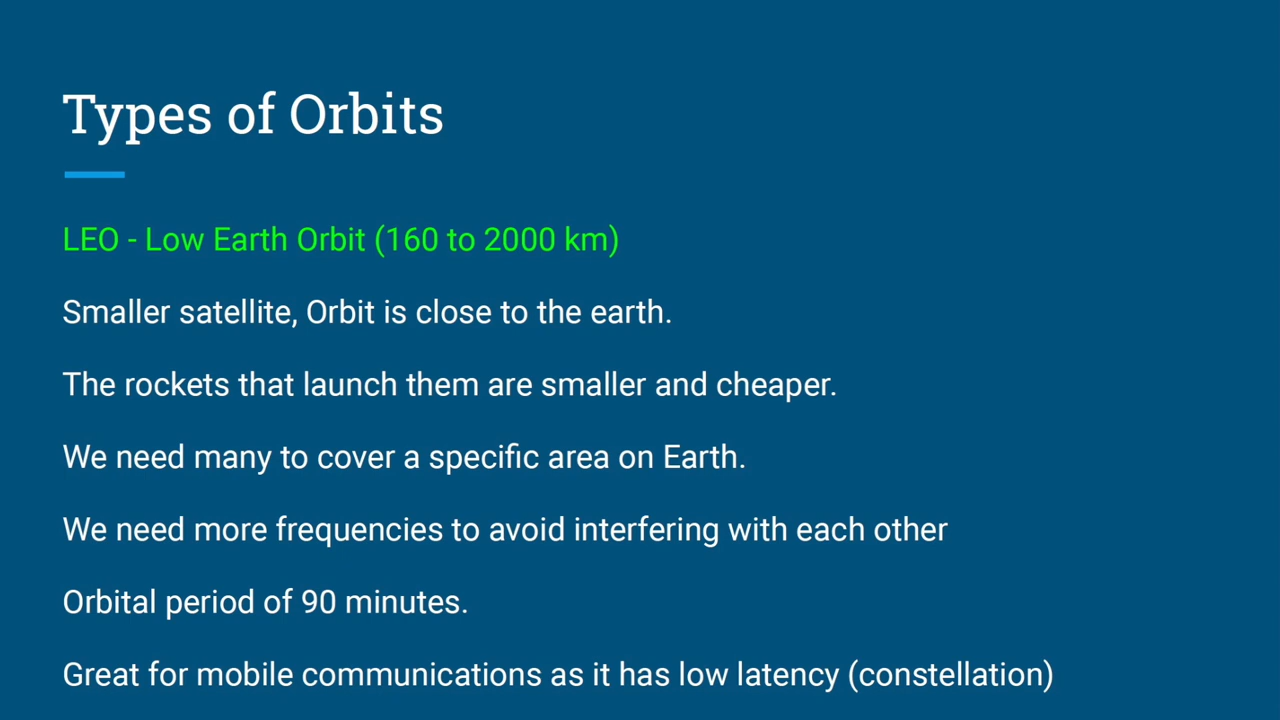 Types of Orbits
LEO - Low Earth Orbit (160 to 2000 km)
Smaller satellite, Orbit is close to the earth.
The rockets that launch them are smaller and cheaper.
We need many to cover a specific area on Earth.
We need more frequencies to avoid interfering with each other
Orbital period of 90 minutes.
Great for mobile communications as it has low latency (constellation)